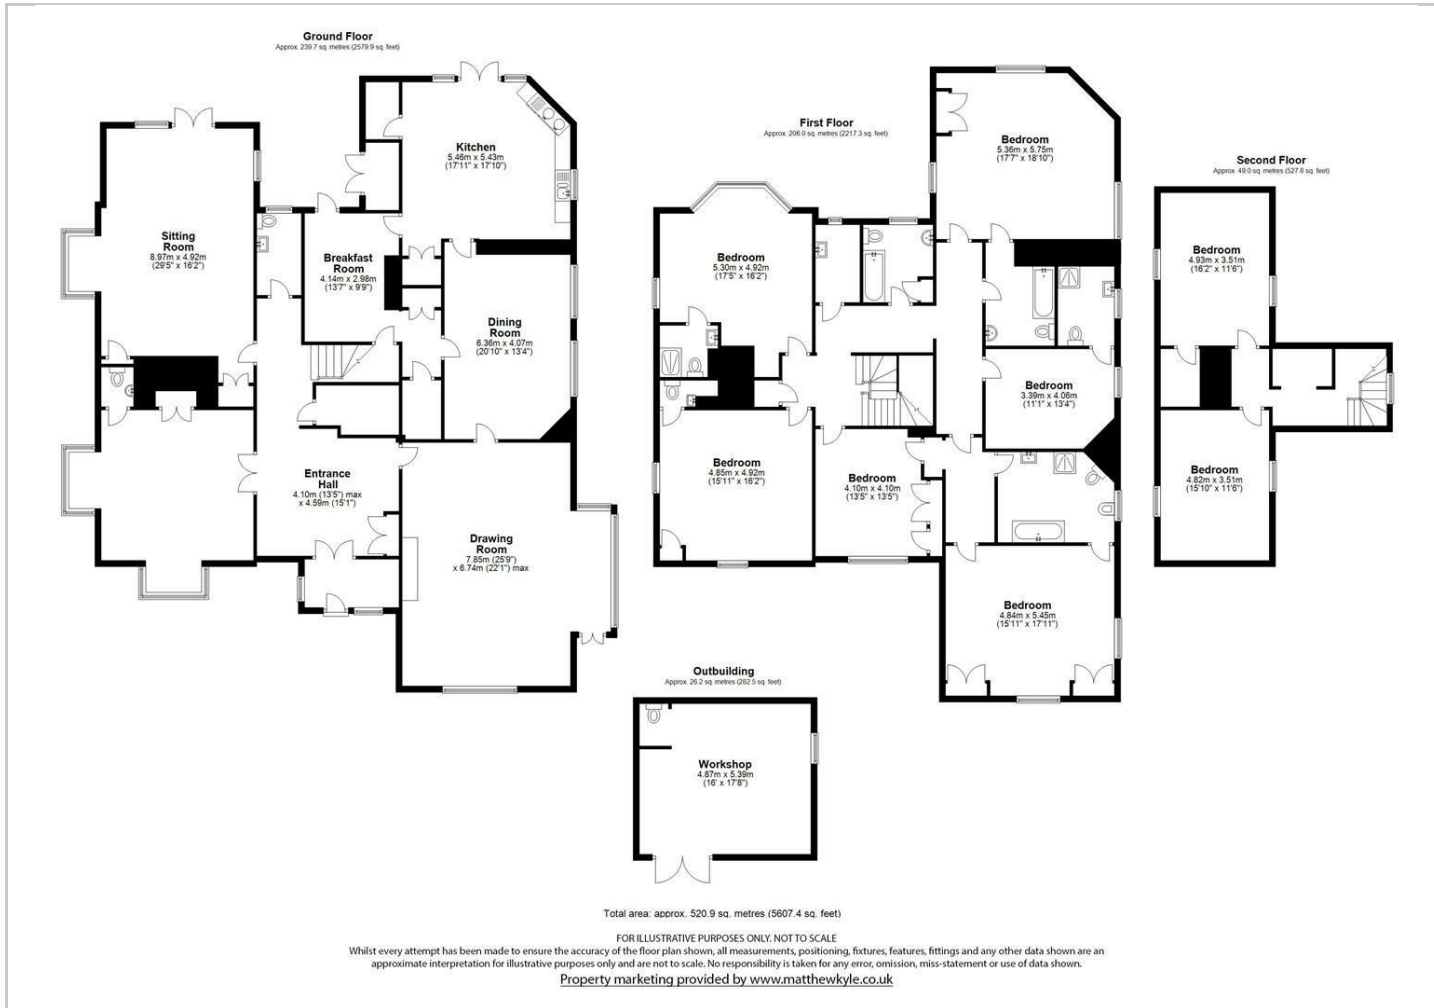 Ground Floor
Approx. 239.7 sq. metres (2579.9 sq. feet)
Kitchen
5.46m x 5.43m
(17'11" x 17'10")
Sitting
Room
8.97m x 4.92m
(29'5" x 16'2")
Breakfast
Room
4.14m x 2.98m
(13'7" x 9'9")
Dining
Room
6.36m x 4.07m
(20'10" x 13'4")
Entrance
Hall
4.10m (13'5") max
x 4.59m (15'1")
Drawing
Room
7.85m (25'9")
x 6.74m (22'1") max
First Floor
Approx. 206.0 sq. metres (2217.3 sq. feet)
Bedroom
5.36m x 5.75m
(17'7" x 18'10")
Bedroom
5.30m x 4.92m
(17'5" x 16'2")
Bedroom
3.39m x 4.06m
(11'1" x 13'4")
Bedroom
4.85m x 4.92m
(15'11" x 16'2")
Bedroom
4.10m x 4.10m
(13'5" x 13'5")
Bedroom
4.84m x 5.45m
(15'11" x 17'11")
Second Floor
Approx. 49.0 sq. metres (527.8 sq. feet)
Bedroom
4.93m x 3.51m
(16'2" x 11'6")
Bedroom
4.82m x 3.51m
(15'10" x 11'6")
Outbuilding
Approx. 26.2 sq. metres (282.5 sq. feet)
Workshop
4.87m x 5.39m
(16' x 17'8")
Total area: approx. 520.9 sq. metres (5607.4 sq. feet)
FOR ILLUSTRATIVE PURPOSES ONLY. NOT TO SCALE
Whilst every attempt has been made to ensure the accuracy of the floor plan shown, all measurements, positioning, fixtures, features, fittings and any other data shown are an
approximate interpretation for illustrative purposes only and are not to scale. No responsibility is taken for any error, omission, miss-statement or use of data shown.
Property marketing provided by www.matthewkyle.co.uk